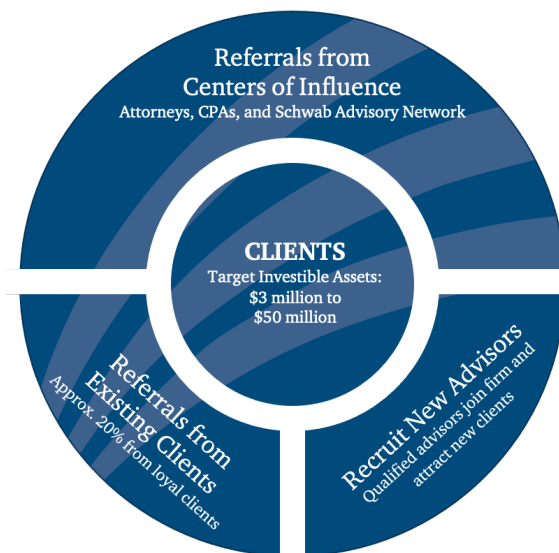 Referrals from
Centers of Influence
Attorneys, CPAs, and Schwab Advisory Network
CLIENTS
Target Investible Assets:
$3 million to
$50 million
Referrals from
Existing Clients
Approx. 20% from loyal clients
Recruit New Advisors
Qualified advisors join firm and
attract new clients